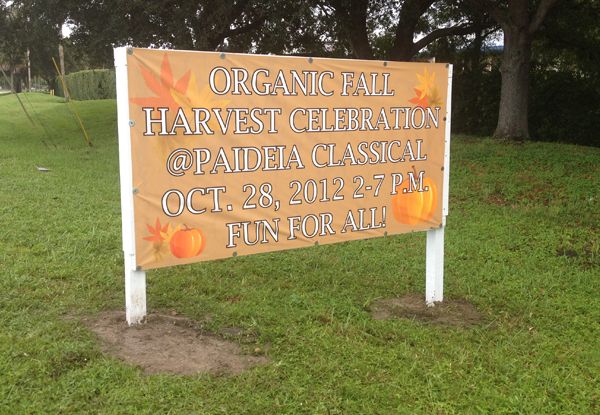 ORGANIC FALL
HARVEST CELEBRATION
@PAIDEIA CLASSICAL
OCT. 28, 2012 2-7 P.M.
FUN FOR ALL!